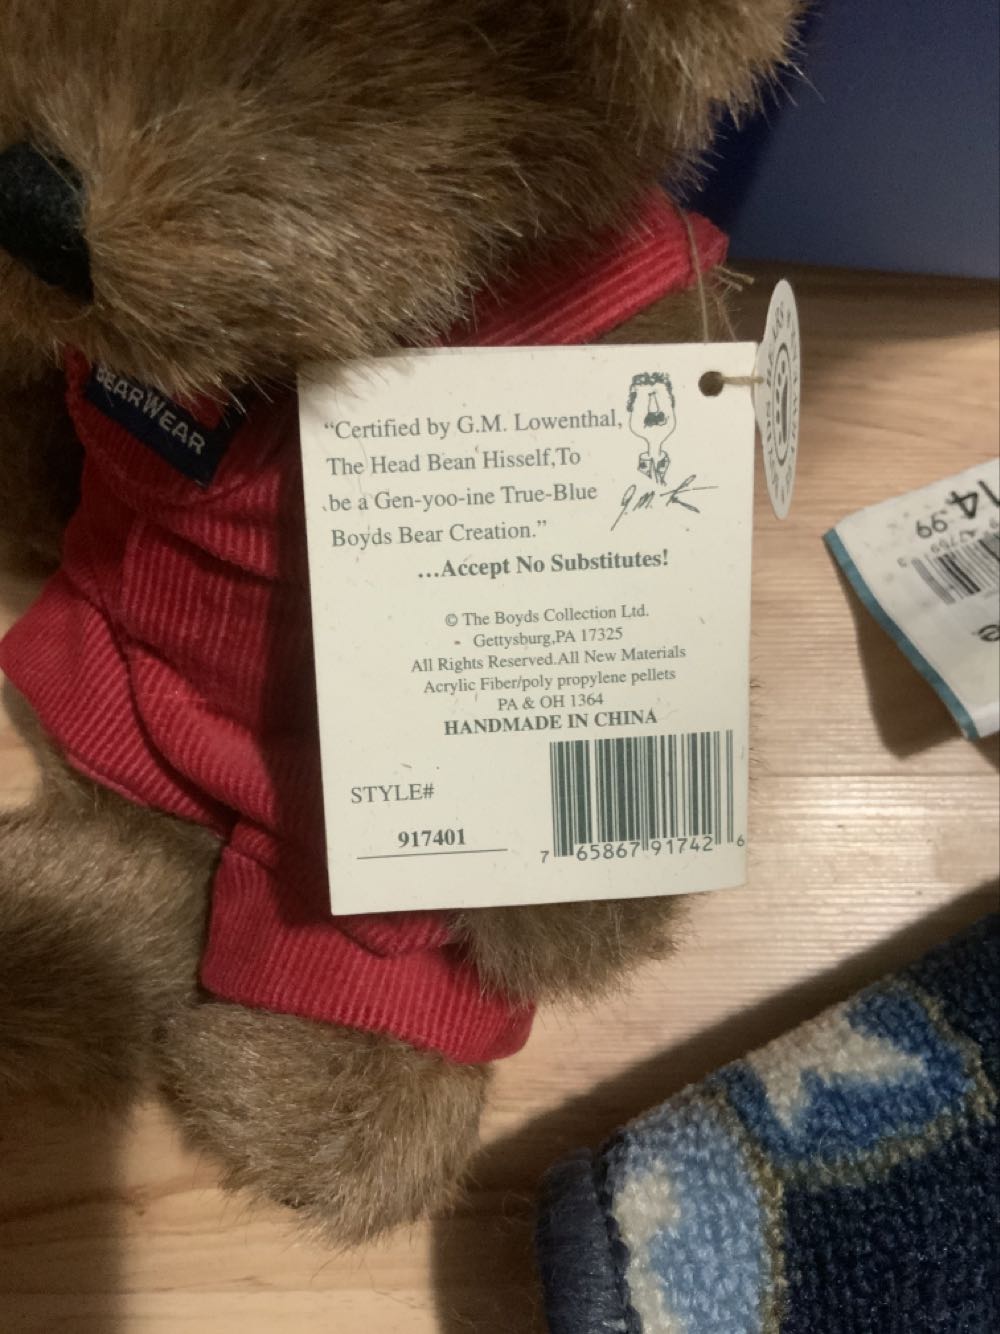 BEARWEAR
"Certified by G.M. Lowenthal,
The Head Bean Hisself,To
be a Gen-yoo-ine True-Blue
Boyds Bear Creation."
...Accept No Substitutes!
© The Boyds Collection Ltd.
Gettysburg,PA 17325
All Rights Reserved.All New Materials
Acrylic Fiber/poly propylene pellets
PA & OH 1364
HANDMADE IN CHINA
STYLE#
917401
7 65867 91742 6
14.99